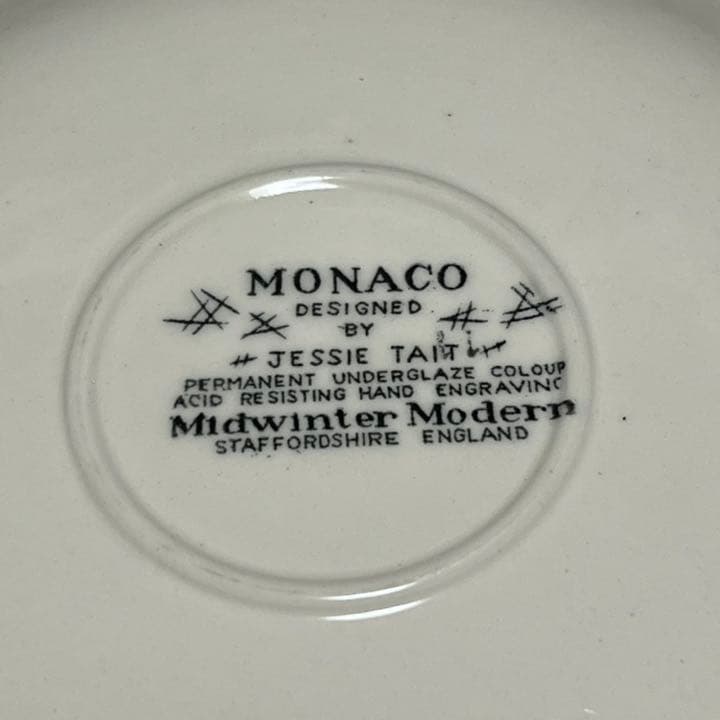 MONACO
DESIGNED
BY
JESSIE TAIT
PERMANENT UNDERGLAZE COLOUR
ACID RESISTING HAND ENGRAVING
Midwinter Modern
STAFFORDSHIRE ENGLAND